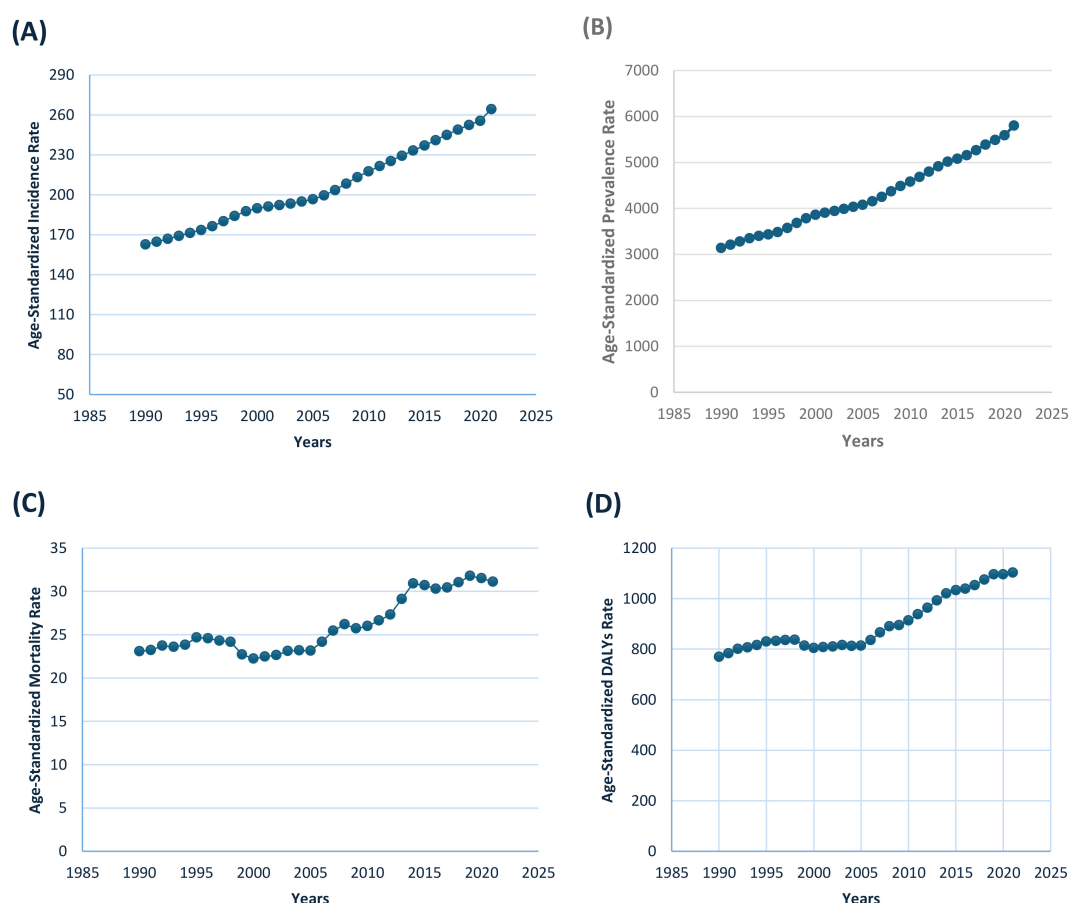 (A)
Age-Standardized Incidence Rate
290
260
230
200
170
140
110
80
50
1985 1990 1995 2000 2005 2010 2015 2020 2025
Years
(B)
Age-Standardized Prevalence Rate
7000
6000
5000
4000
3000
2000
1000
0
1985 1990 1995 2000 2005 2010 2015 2020 2025
Years
(C)
Age-Standardized Mortality Rate
35
30
25
20
15
10
5
0
1985 1990 1995 2000 2005 2010 2015 2020 2025
Years
(D)
Age-Standardized DALYs Rate
1200
1000
800
600
400
200
0
1985 1990 1995 2000 2005 2010 2015 2020 2025
Years